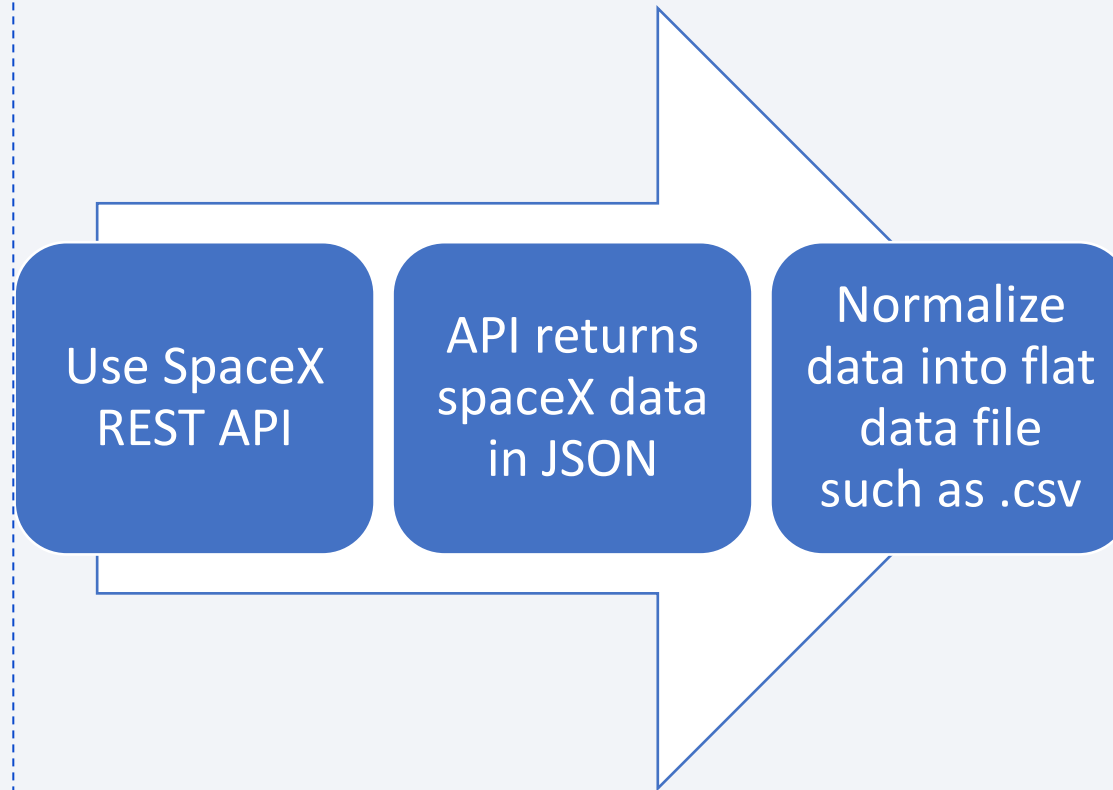 Use SpaceX
REST API
API returns
spaceX data
in JSON
Normalize
data into flat
data file
such as .csv